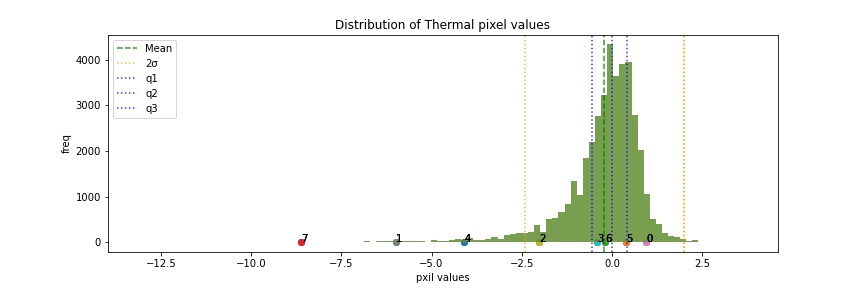 Distribution of Thermal pixel values
Mean
2σ
q1
q2
q3
freq
4000
3000
2000
1000
0
7
1
4
2
3
6
5
0
−12.5
−10.0
−7.5
−5.0
−2.5
0.0
2.5
pxil values